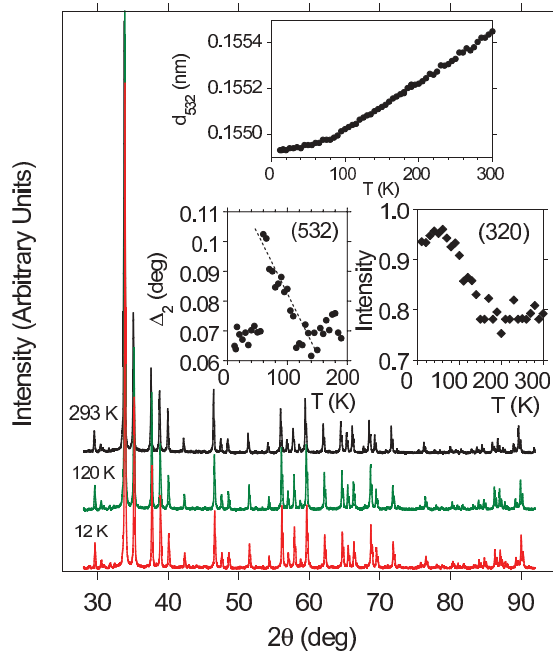 0.1554
0.1552
0.1550
d532 (nm)
0 100 200 300
T (K)
0.11
0.1
0.09
0.08
0.07
0.06
Δ2 (deg)
(532)
0 100 200
T (K)
1.0
0.9
0.8
0.7
Intensity
(320)
0 100 200 300
T (K)
Intensity (Arbitrary Units)
293 K
120 K
12 K
30 40 50 60 70 80 90
2θ (deg)